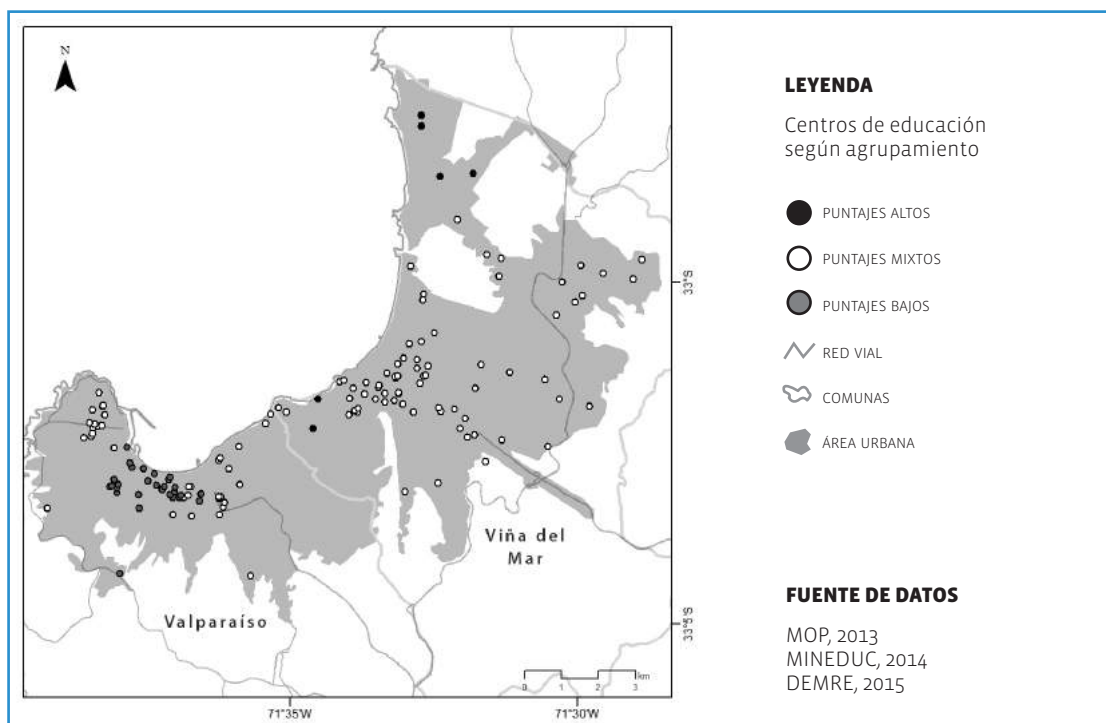 N
33°S
Viña del
Mar
Valparaíso
33°5'S
km
0 1 2 3
71°35'W
71°30'W
LEYENDA
Centros de educación
según agrupamiento
PUNTAJES ALTOS
PUNTAJES MIXTOS
PUNTAJES BAJOS
RED VIAL
COMUNAS
ÁREA URBANA
FUENTE DE DATOS
MOP, 2013
MINEDUC, 2014
DEMRE, 2015